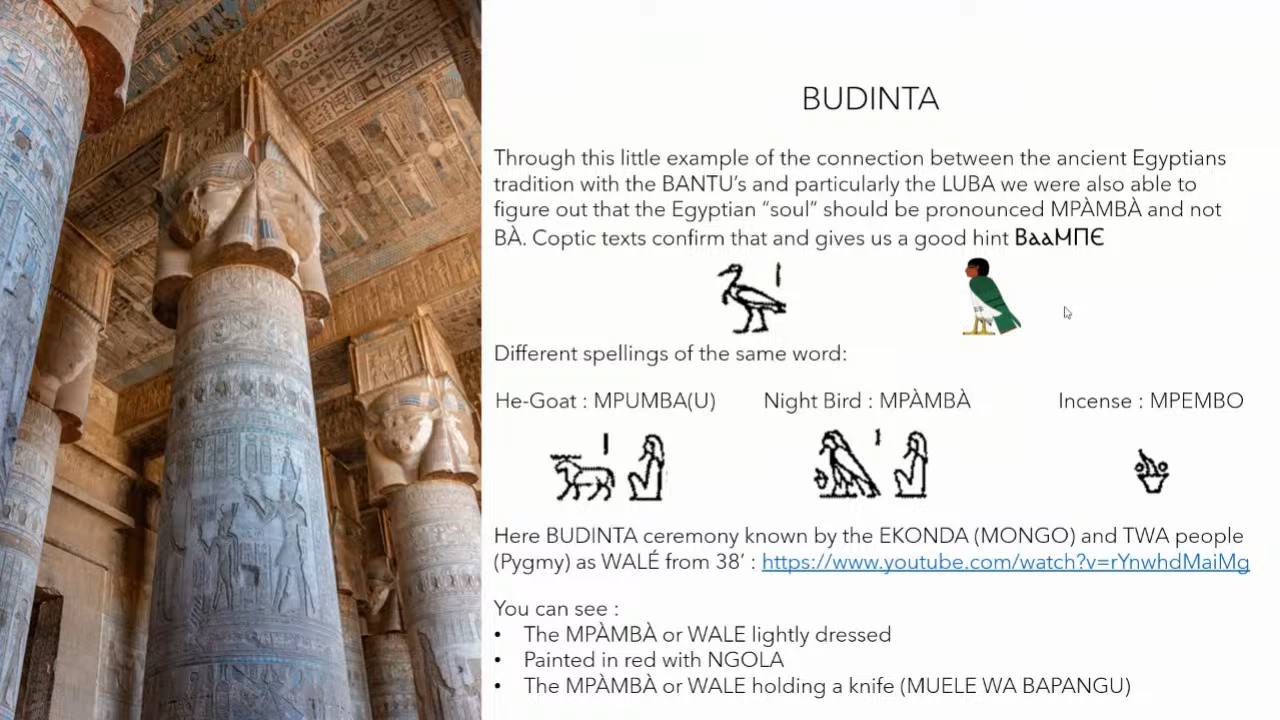 BUDINTA
Through this little example of the connection between the ancient Egyptians
tradition with the BANTU’s and particularly the LUBA we were also able to
figure out that the Egyptian “soul” should be pronounced MPÀMBÀ and not
BÀ. Coptic texts confirm that and gives us a good hint ⲂaaⲘⲠⲈ
Different spellings of the same word:
He-Goat : MPUMBA(U) Night Bird : MPÀMBÀ Incense : MPEMBO
Here BUDINTA ceremony known by the EKONDA (MONGO) and TWA people
(Pygmy) as WALÉ from 38’ : https://www.youtube.com/watch?v=rYnwhdMaiMg
You can see :
• The MPÀMBÀ or WALE lightly dressed
• Painted in red with NGOLA
• The MPÀMBÀ or WALE holding a knife (MUELE WA BAPANGU)